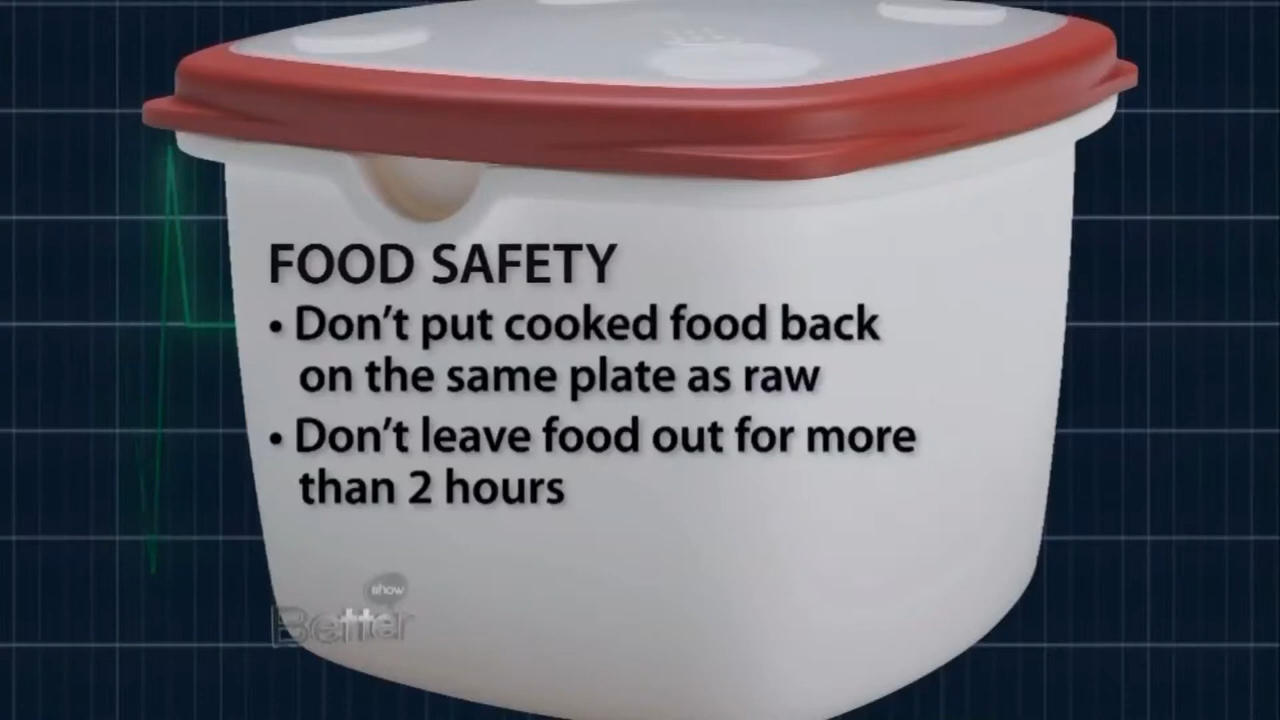 FOOD SAFETY
• Don't put cooked food back
on the same plate as raw
• Don't leave food out for more
than 2 hours
show
Better